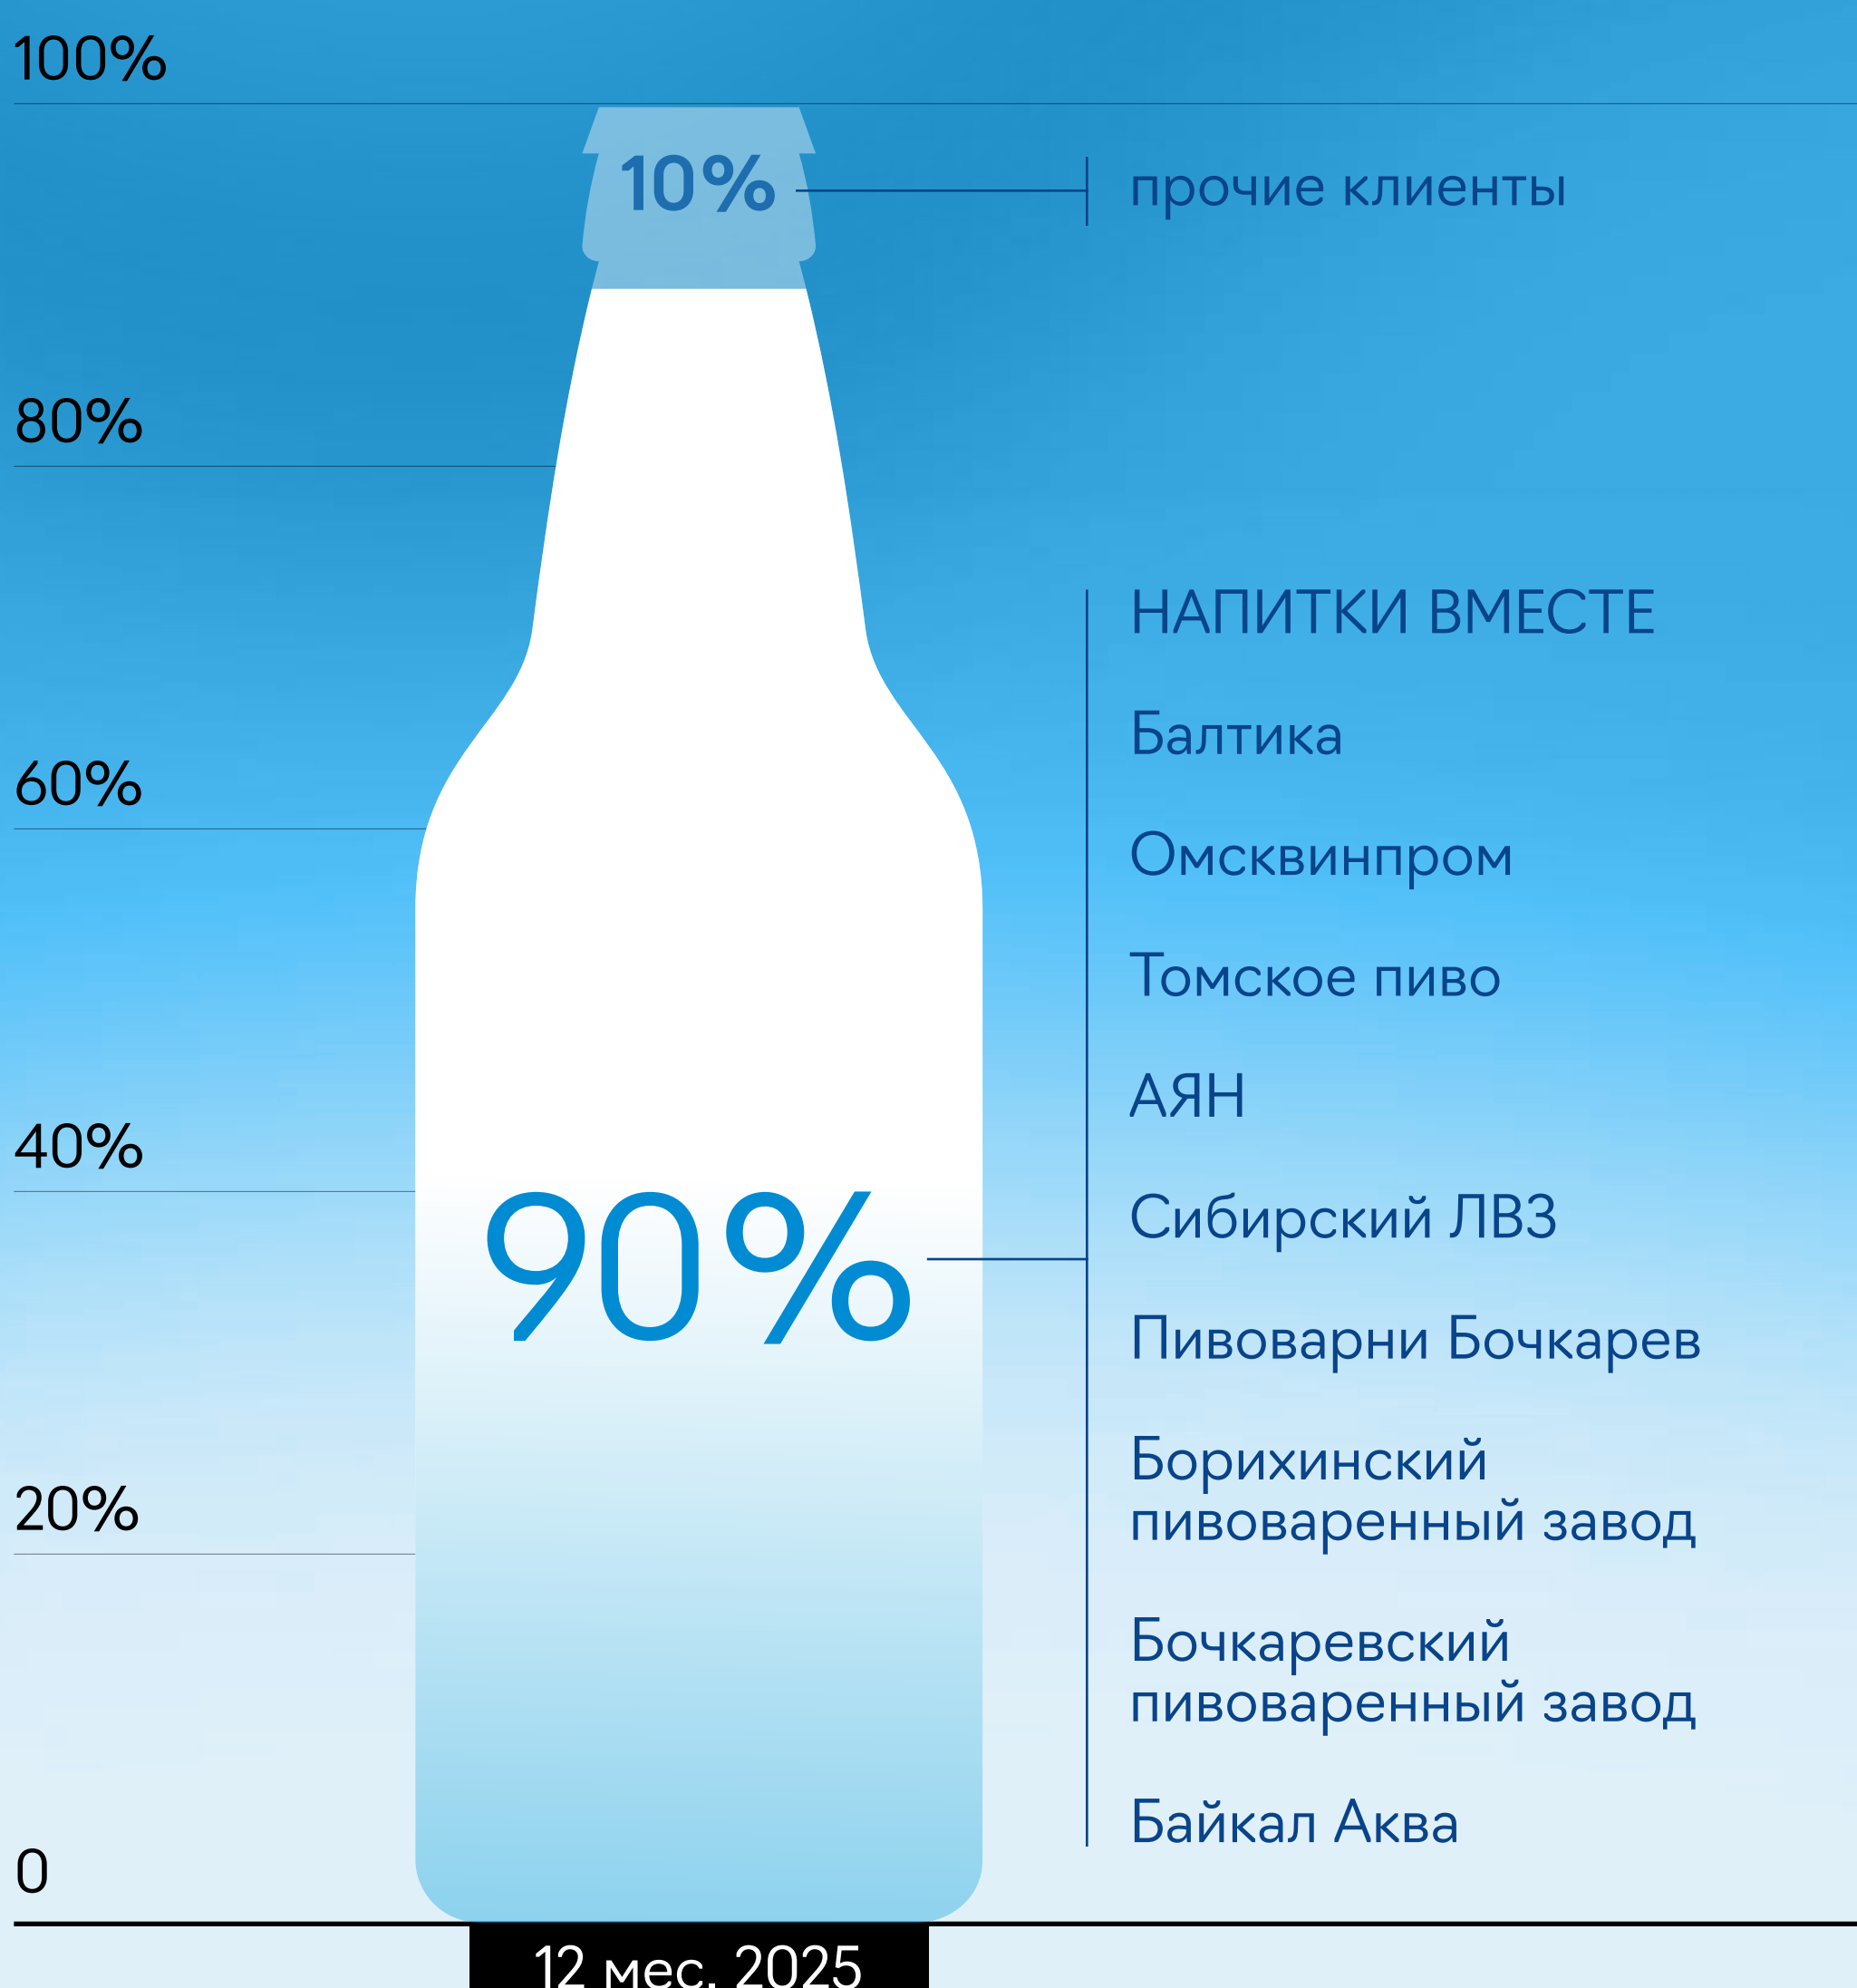 100%
10%
прочие клиенты
80%
НАПИТКИ ВМЕСТЕ
Балтика
60%
Омсквинпром
Томское пиво
АЯН
40%
90%
Сибирский ЛВЗ
Пивоварни Бочкарев
Борихинский
пивоваренный завод
20%
Бочкаревский
пивоваренный завод
Байкал Аква
0
12 мес. 2025